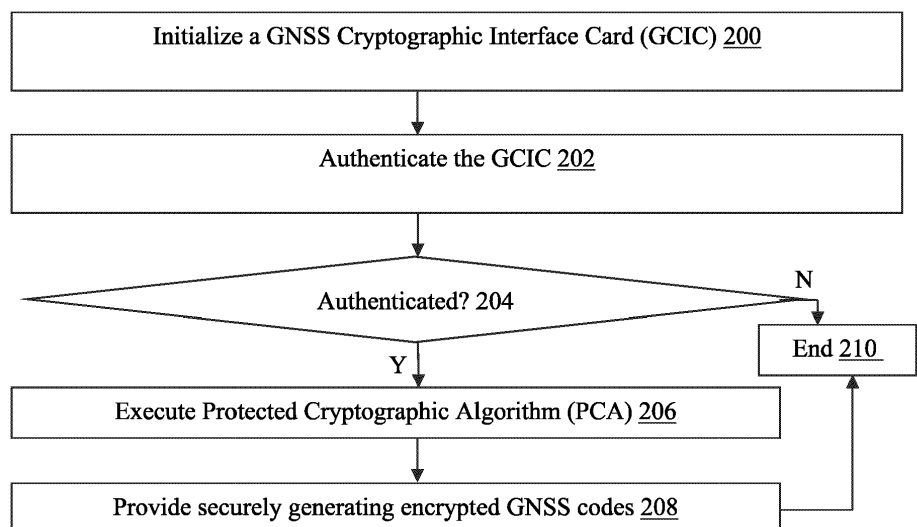 Initialize a GNSS Cryptographic Interface Card (GCIC) 200
Authenticate the GCIC 202
Authenticated? 204
N
End 210
Y
Execute Protected Cryptographic Algorithm (PCA) 206
Provide securely generating encrypted GNSS codes 208